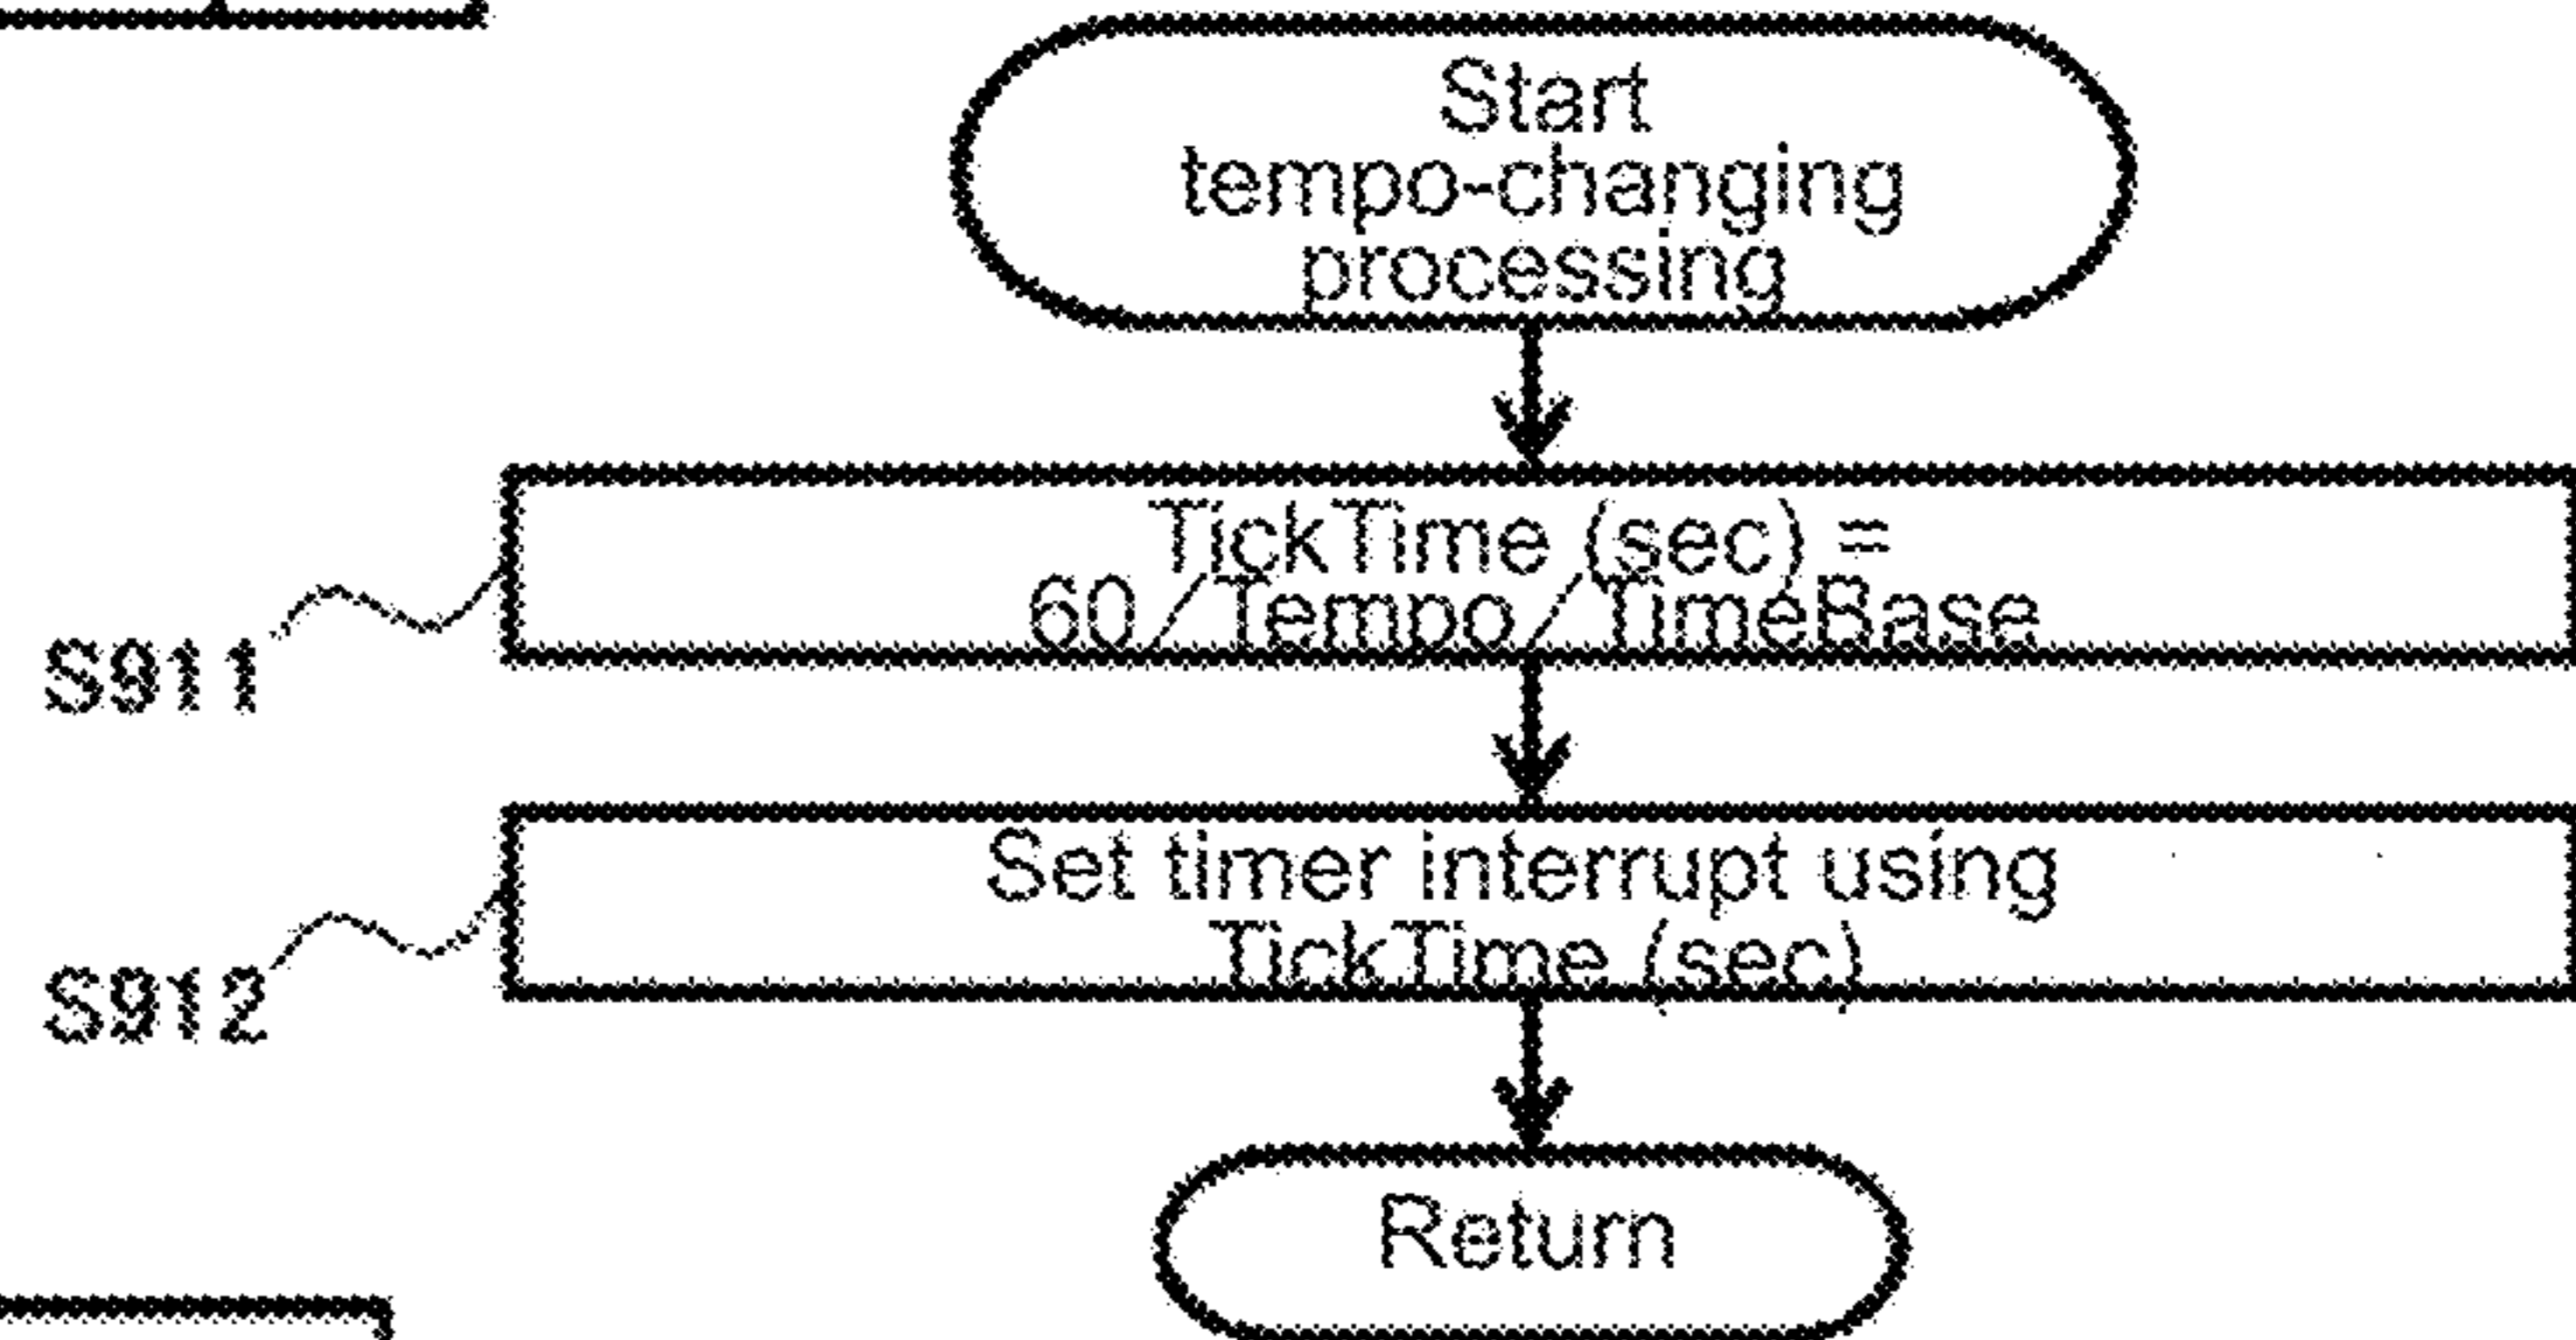 Start
tempo-changing
processing
TickTime (sec) =
60/Tempo/TimeBase
S911
Set timer interrupt using
TickTime (sec)
S912
Return